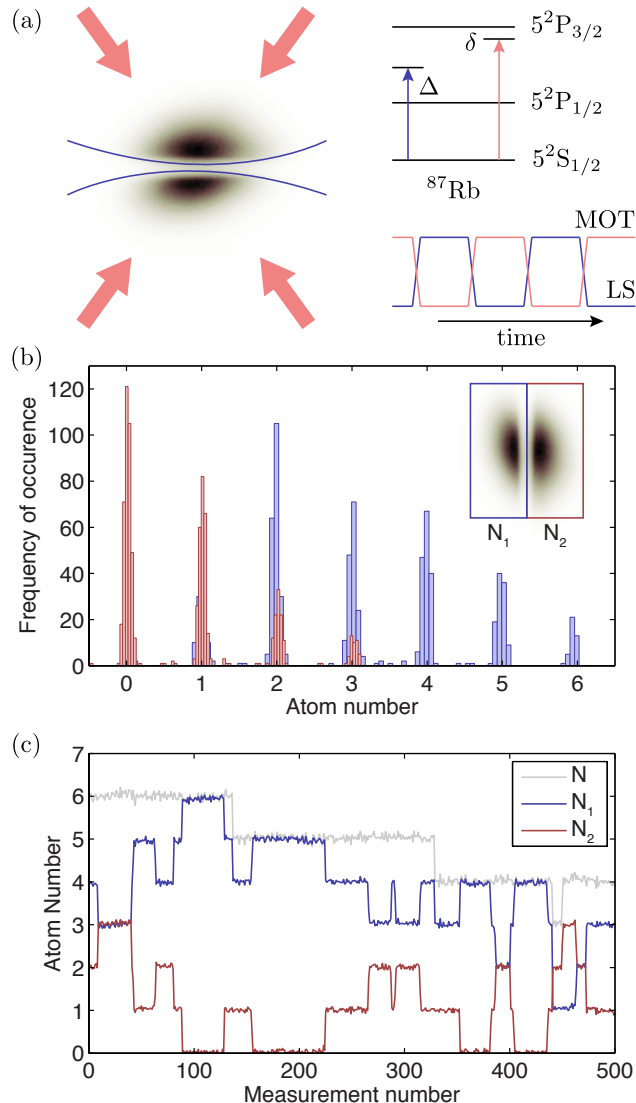 (a)
5²P₃/₂
δ
Δ
5²P₁/₂
5²S₁/₂
⁸⁷Rb
MOT
LS
time
(b)
120
100
80
60
40
20
0
Frequency of occurence
N₁ N₂
0 1 2 3 4 5 6
Atom number
(c)
7
6
5
4
3
2
1
0
Atom Number
N
N₁
N₂
0 100 200 300 400 500
Measurement number